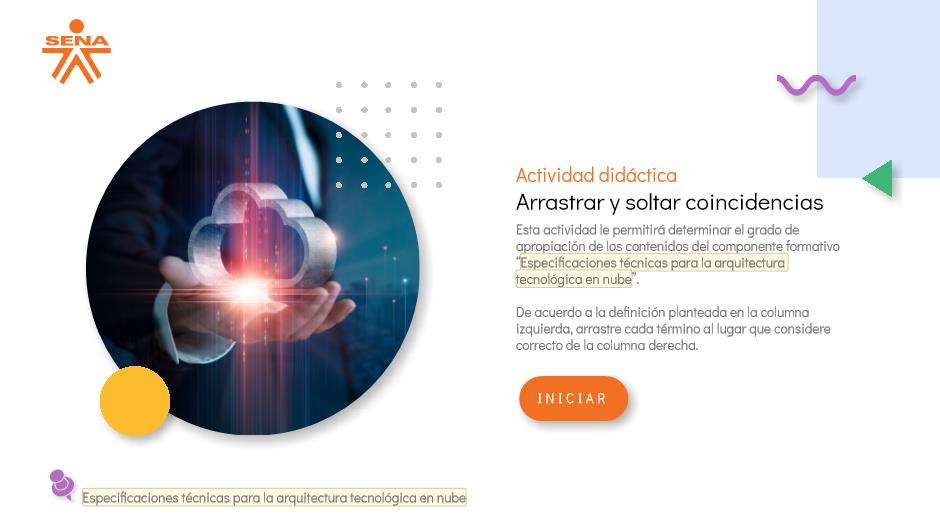 SENA
Actividad didáctica
Arrastrar y soltar coincidencias
Esta actividad le permitirá determinar el grado de
apropiación de los contenidos del componente formativo
“Especificaciones técnicas para la arquitectura
tecnológica en nube”.
De acuerdo a la definición planteada en la columna
izquierda, arrastre cada término al lugar que considere
correcto de la columna derecha.
INICIAR
Especificaciones técnicas para la arquitectura tecnológica en nube